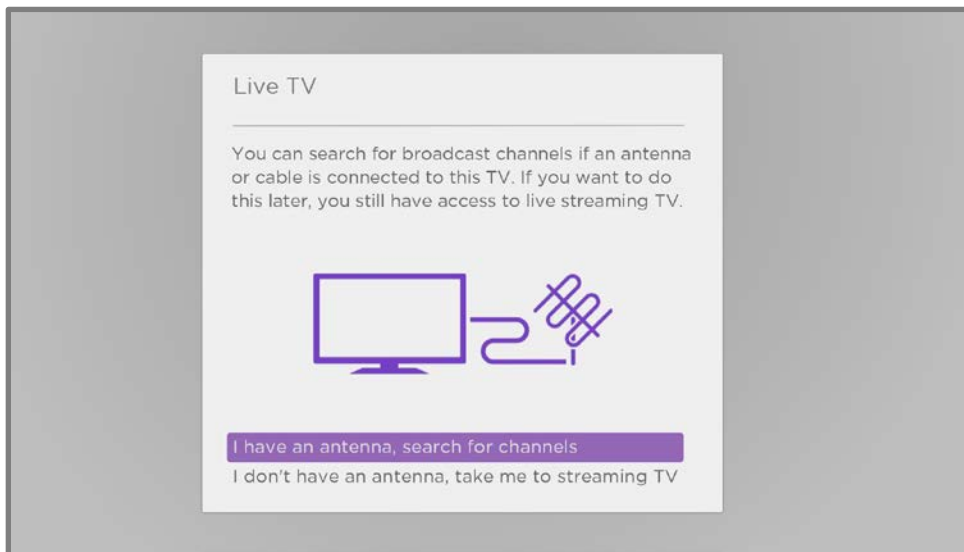 Live TV
You can search for broadcast channels if an antenna
or cable is connected to this TV. If you want to do
this later, you still have access to live streaming TV.
I have an antenna, search for channels
I don't have an antenna, take me to streaming TV